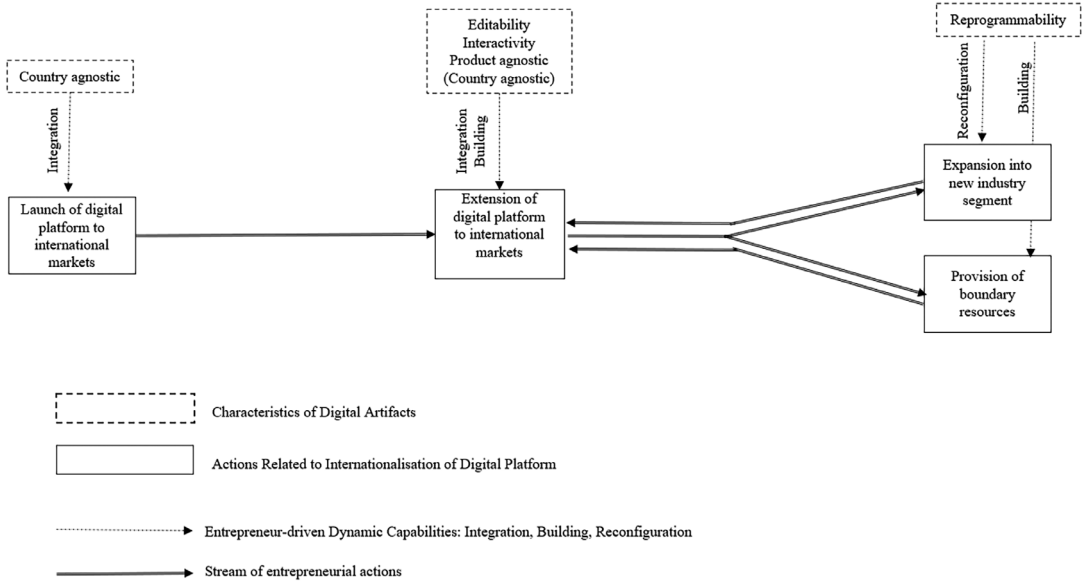 Editability
Interactivity
Product agnostic
(Country agnostic)
Reprogrammability
Country agnostic
Integration
Integration
Building
Reconfiguration
Building
Launch of digital
platform to
international
markets
Extension of
digital platform
to international
markets
Expansion into
new industry
segment
Provision of
boundary
resources
Characteristics of Digital Artifacts
Actions Related to Internationalisation of Digital Platform
Entrepreneur-driven Dynamic Capabilities: Integration, Building, Reconfiguration
Stream of entrepreneurial actions